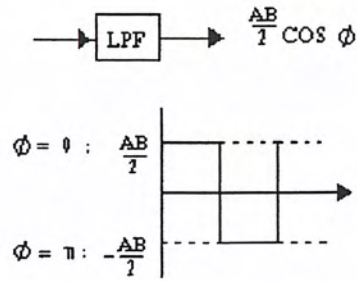 LPF
AB/2 COS ϕ
ϕ = 0 : AB/2
ϕ = π : -AB/2